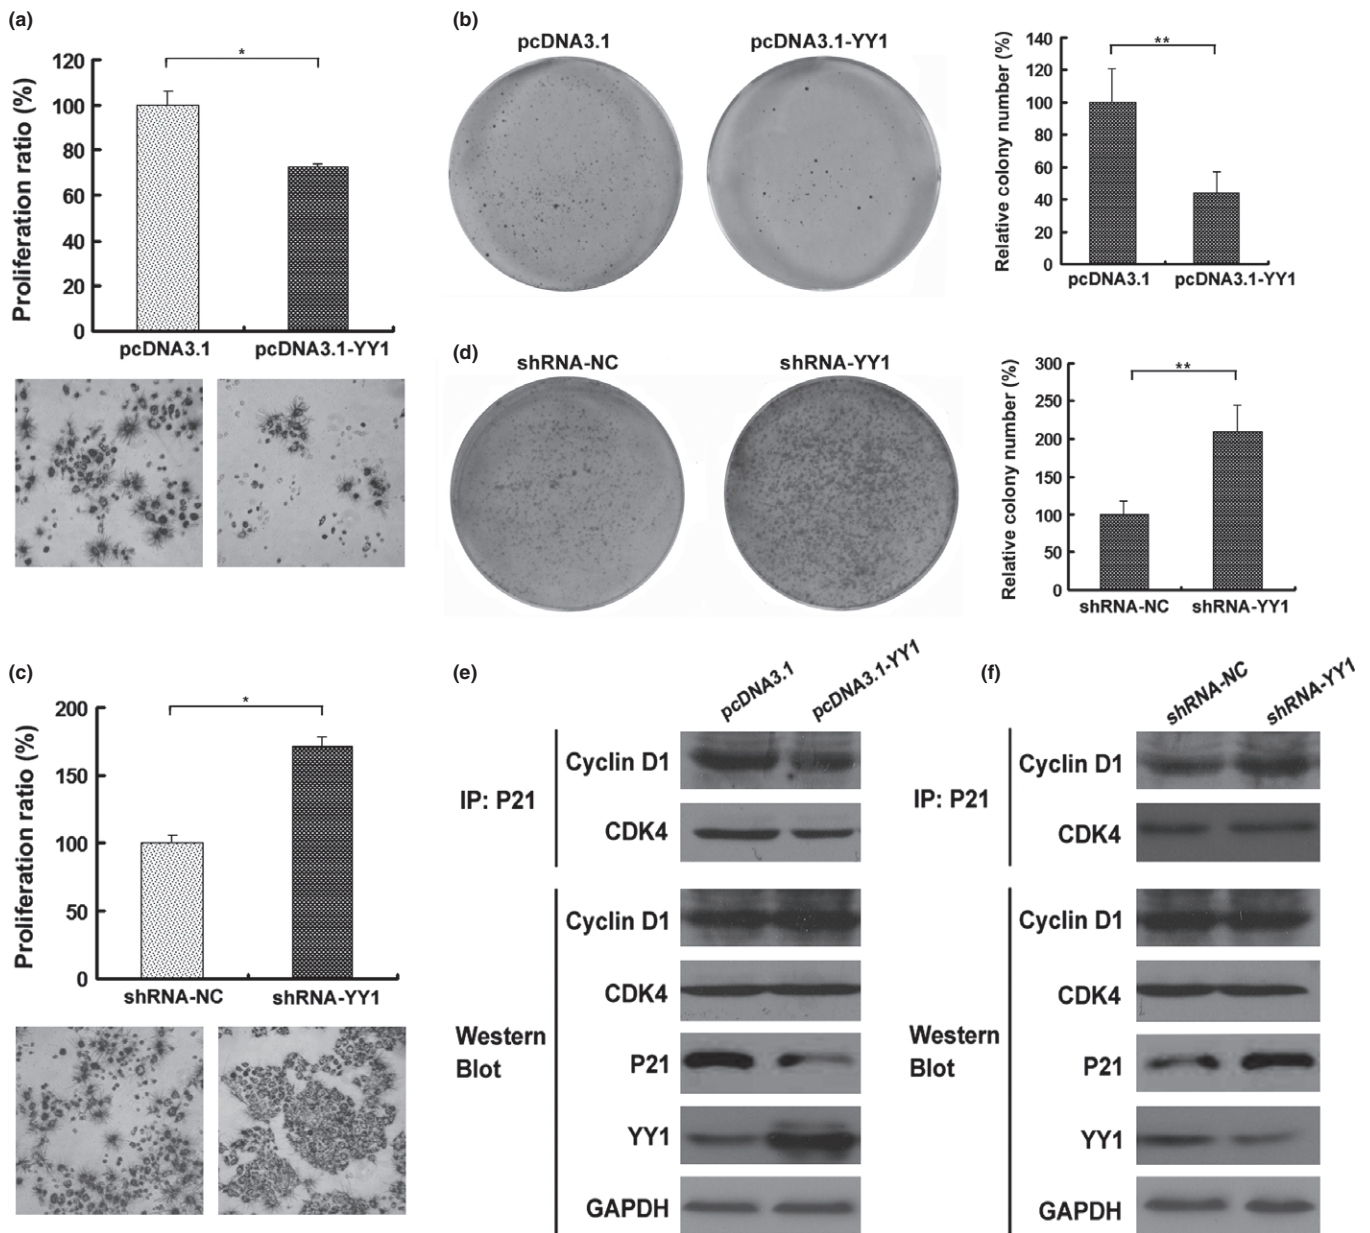 (a)
*
Proliferation ratio (%)
120
100
80
60
40
20
0
pcDNA3.1 pcDNA3.1-YY1
(b)
pcDNA3.1 pcDNA3.1-YY1
Relative colony number (%)
140
120
100
80
60
40
20
0
**
pcDNA3.1 pcDNA3.1-YY1
(d)
shRNA-NC shRNA-YY1
Relative colony number (%)
300
250
200
150
100
50
0
**
shRNA-NC shRNA-YY1
(c)
*
Proliferation ratio (%)
200
150
100
50
0
shRNA-NC shRNA-YY1
(e)
pcDNA3.1 pcDNA3.1-YY1
IP: P21
Cyclin D1
CDK4
Western
Blot
Cyclin D1
CDK4
P21
YY1
GAPDH
(f)
shRNA-NC shRNA-YY1
IP: P21
Cyclin D1
CDK4
Western
Blot
Cyclin D1
CDK4
P21
YY1
GAPDH